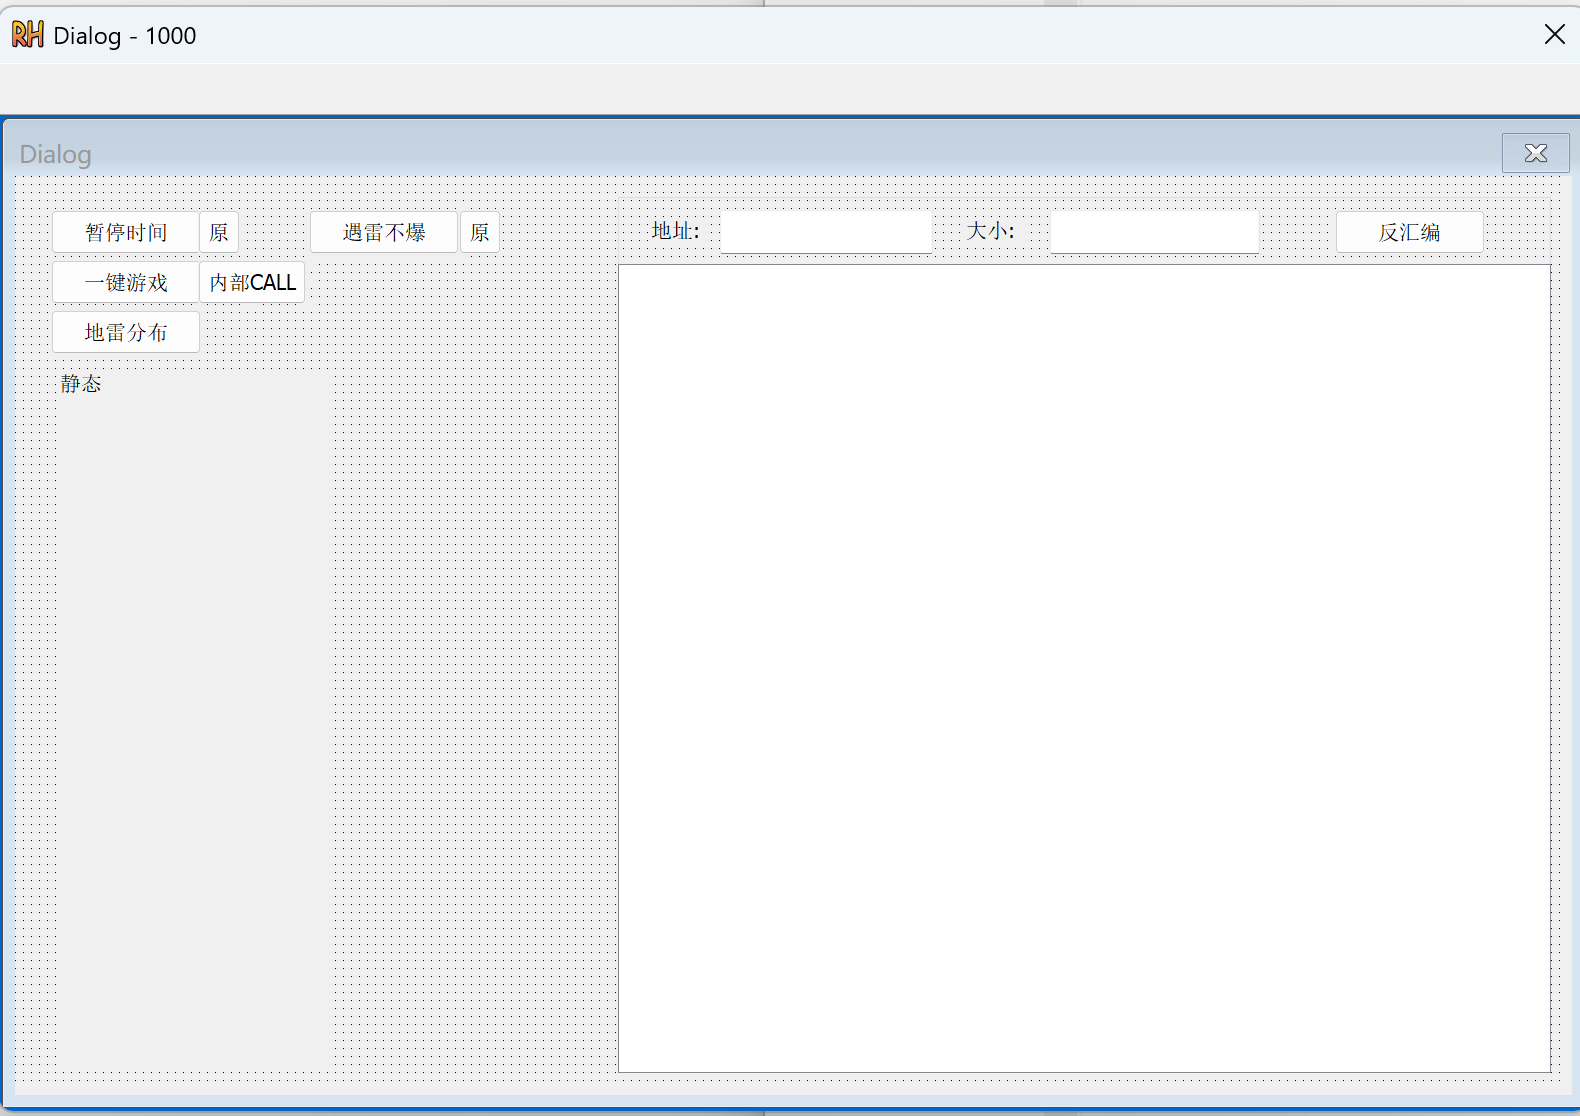 RH Dialog - 1000
Dialog
暂停时间 原 遇雷不爆 原 地址: 大小: 反汇编
一键游戏 内部CALL
地雷分布
静态